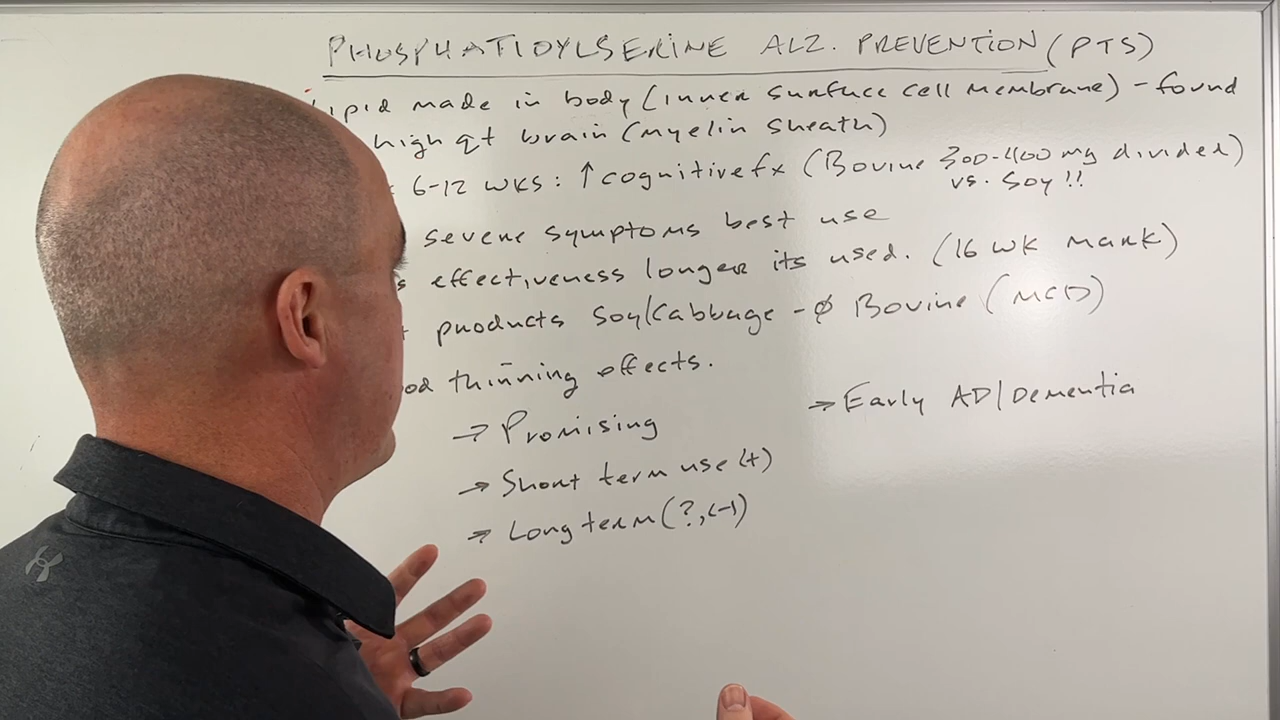 PHOSPHATIDYLSERINE ALZ. PREVENTION (PTS)
lipid made in body (inner surface cell membrane) - found
high qt brain (myelin sheath)
6-12 wks: ↑ cognitive fx (Bovine 300-400 mg divided)
vs. Soy !!
severe symptoms best use
effectiveness longer its used. (16 wk mark)
products Soy/Cabbage - ∅ Bovine (MCD)
thinning effects.
→ Promising
→ Early AD/Dementia
→ Short term use (+)
→ Long term (?, (-)